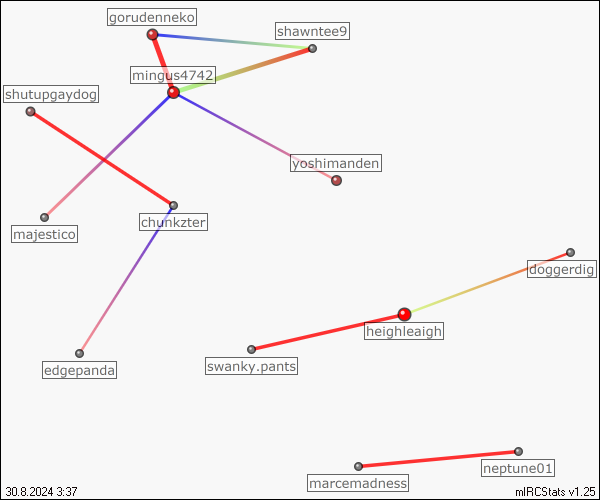 gorudenneko
shawntee9
mingus4742
shutupgaydog
yoshimanden
chunkzter
majestico
doggerdig
heighleaigh
swanky.pants
edgepanda
neptune01
marcemadness
30.8.2024 3:37
mIRCStats v1.25